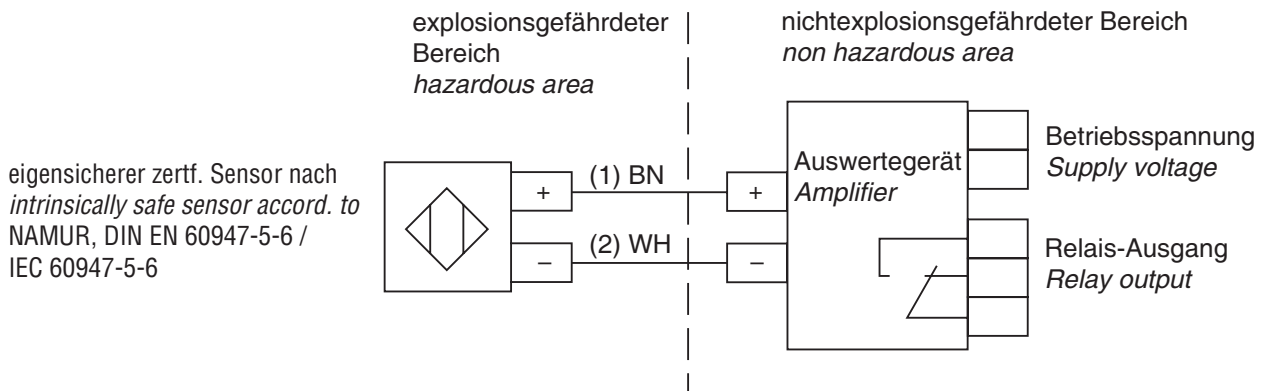 explosionsgefährdeter
Bereich
hazardous area
nichtexplosionsgefährdeter Bereich
non hazardous area
eigensicherer zertf. Sensor nach
intrinsically safe sensor accord. to
NAMUR, DIN EN 60947-5-6 /
IEC 60947-5-6
+
(1) BN
+
–
(2) WH
–
Auswertegerät
Amplifier
Betriebsspannung
Supply voltage
Relais-Ausgang
Relay output